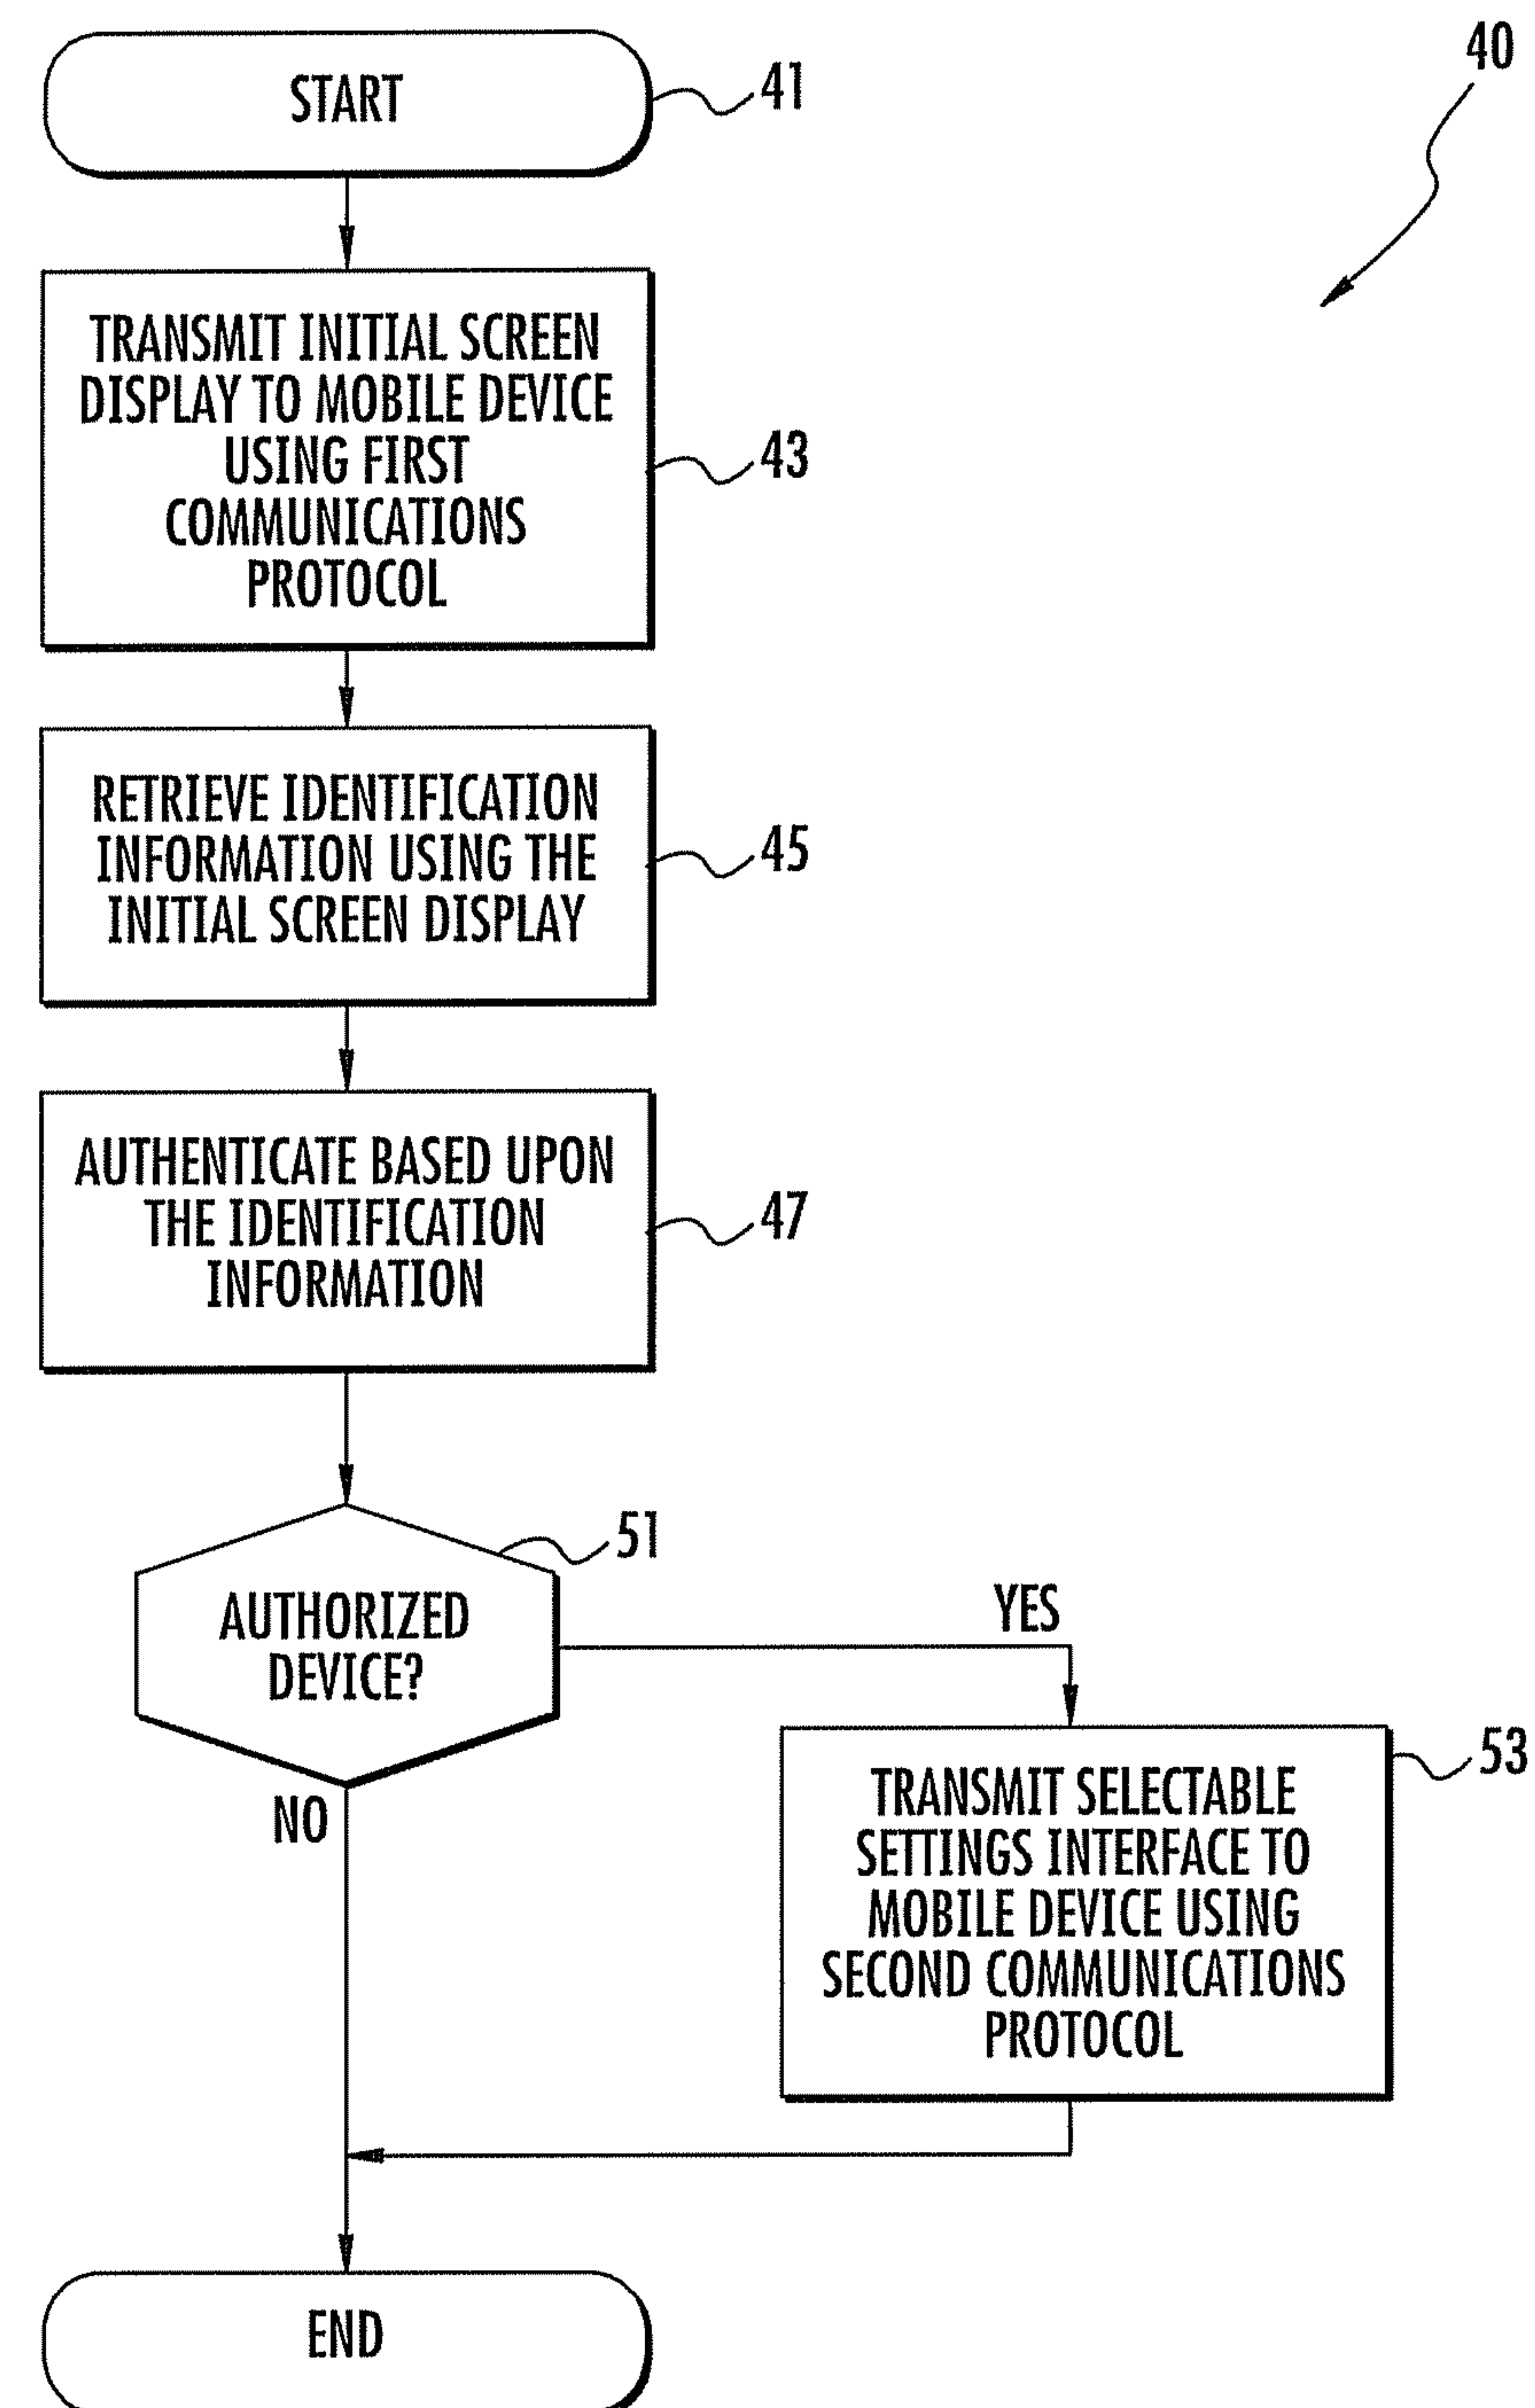 40
START
41
TRANSMIT INITIAL SCREEN
DISPLAY TO MOBILE DEVICE
USING FIRST
COMMUNICATIONS
PROTOCOL
43
RETRIEVE IDENTIFICATION
INFORMATION USING THE
INITIAL SCREEN DISPLAY
45
AUTHENTICATE BASED UPON
THE IDENTIFICATION
INFORMATION
47
51
AUTHORIZED
DEVICE?
YES
NO
TRANSMIT SELECTABLE
SETTINGS INTERFACE TO
MOBILE DEVICE USING
SECOND COMMUNICATIONS
PROTOCOL
53
END